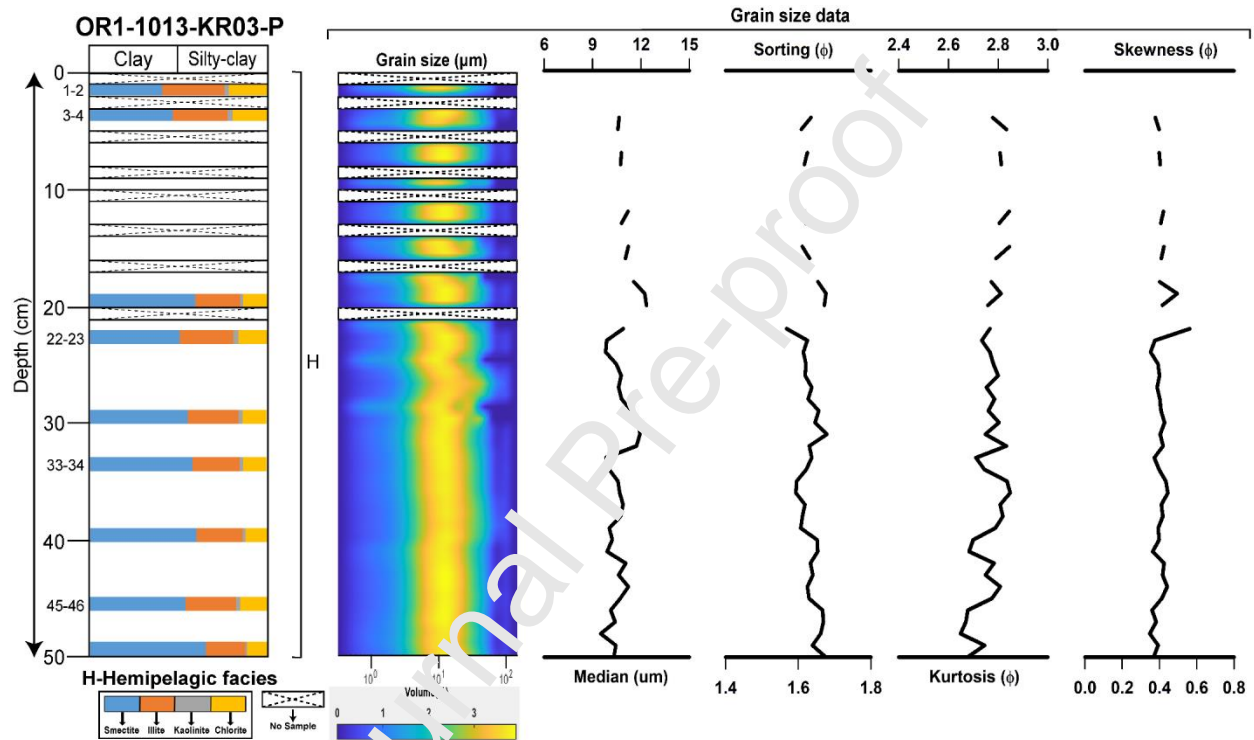 OR1-1013-KR03-P
Clay Silty-clay
Depth (cm)
0
1-2
3-4
10
20
22-23
30
33-34
40
45-46
50
H
H-Hemipelagic facies
Smectite Illite Kaolinite Chlorite
No Sample
Grain size data
Grain size (μm)
10⁰ 10¹ 10²
0 1 2 3
6 9 12 15
Median (um)
Sorting (ϕ)
1.4 1.6 1.8
2.4 2.6 2.8 3.0
Kurtosis (ϕ)
Skewness (ϕ)
0.0 0.2 0.4 0.6 0.8
Journal Pre-proof